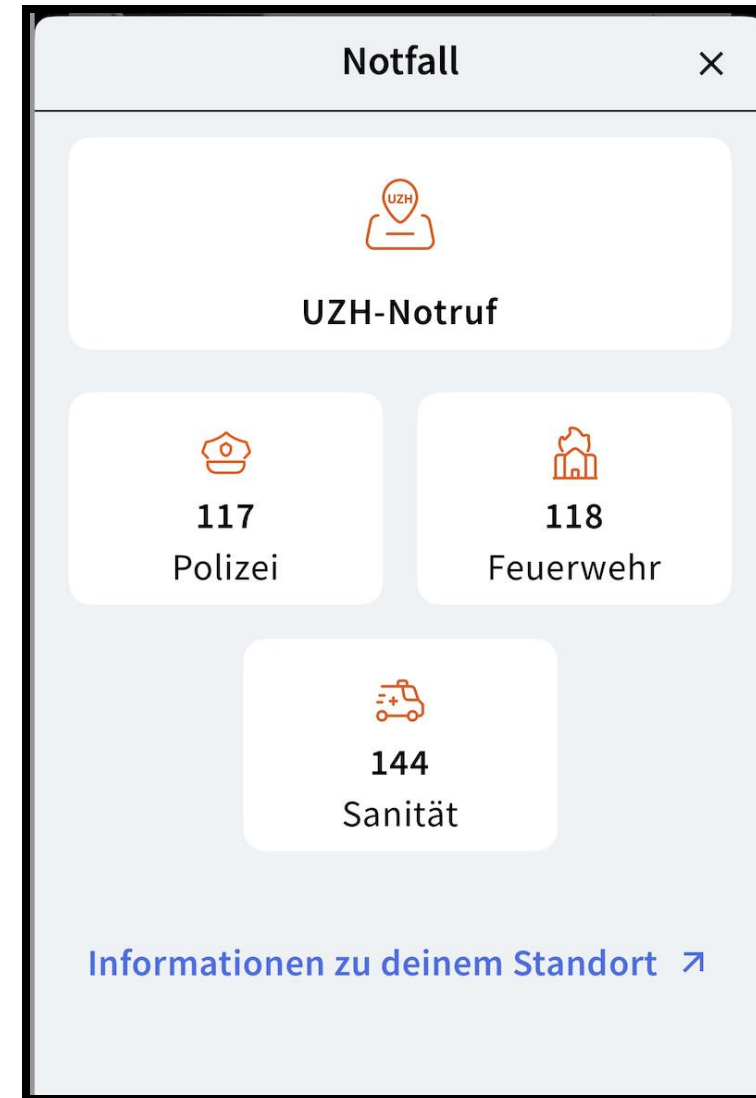 Notfall
UZH
UZH-Notruf
117
Polizei
118
Feuerwehr
144
Sanität
Informationen zu deinem Standort